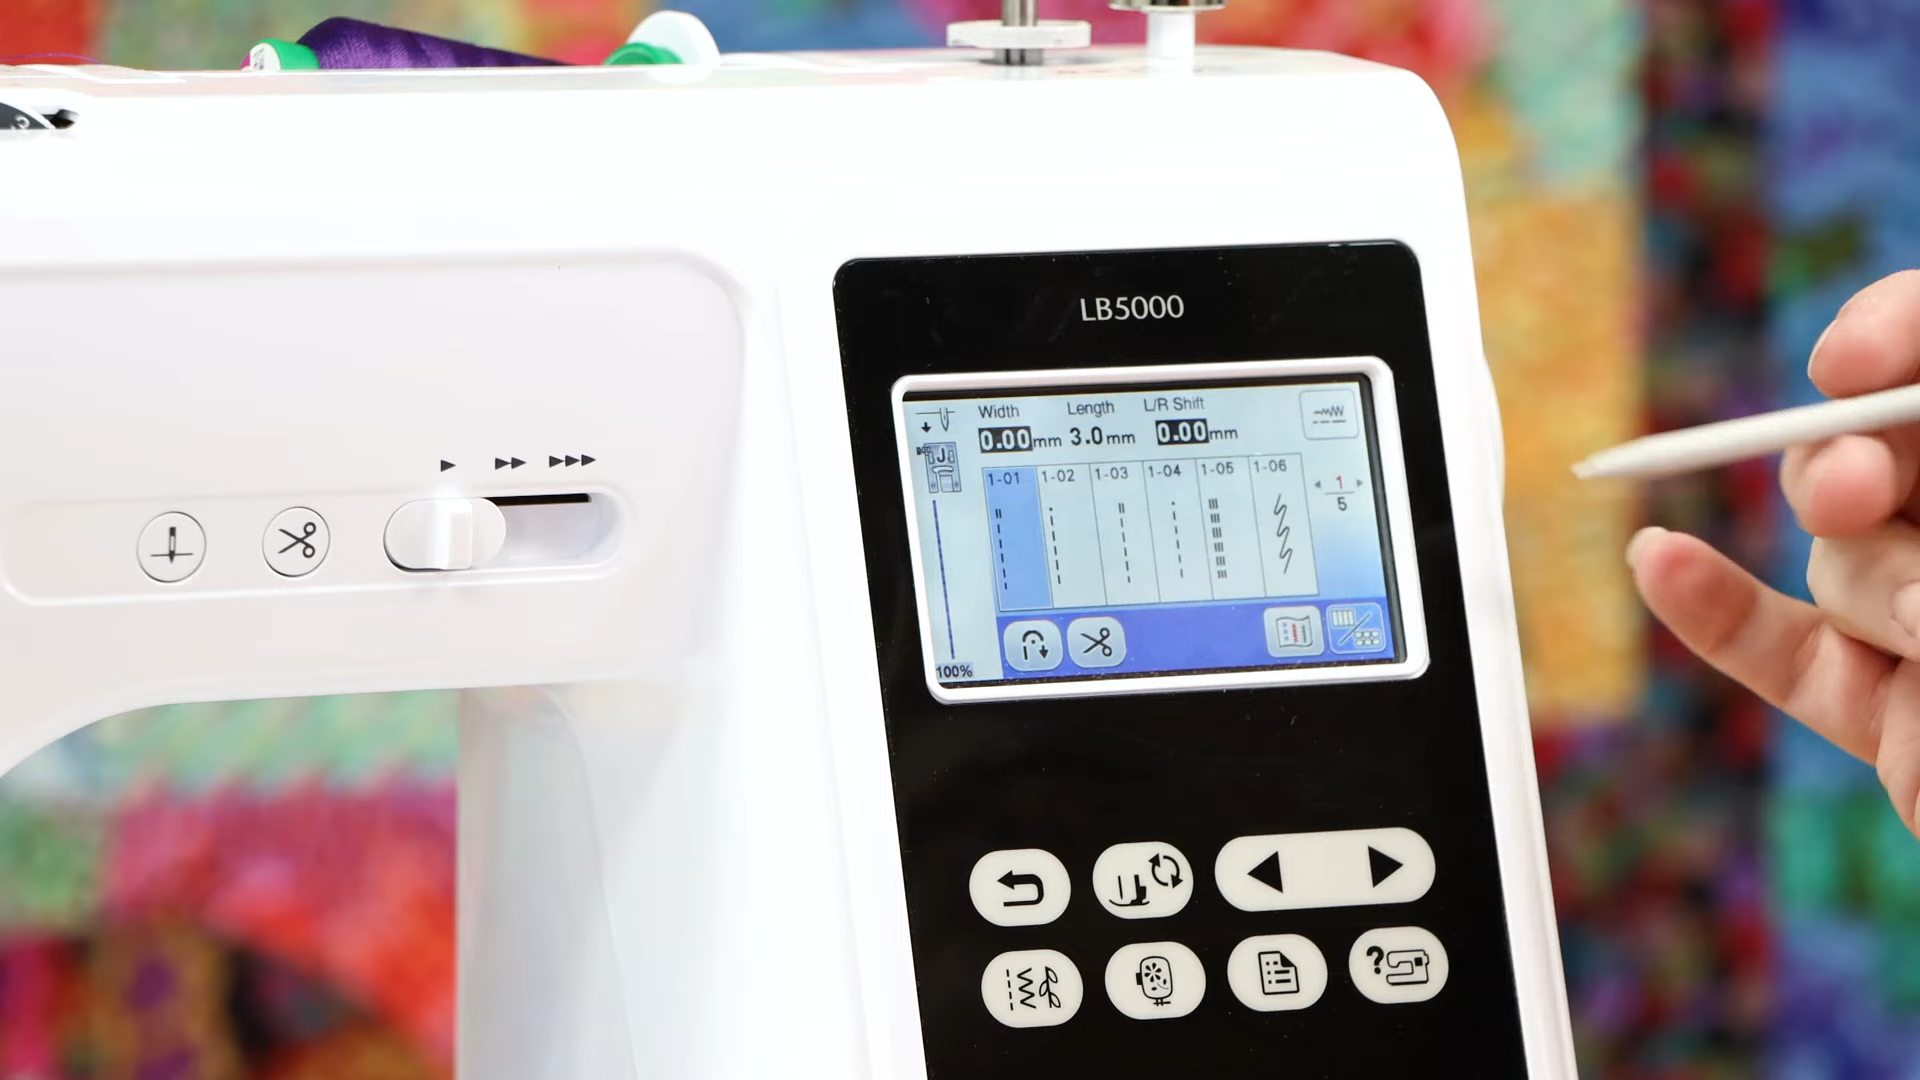 LB5000
Width Length L/R Shift
0.00mm 3.0mm 0.00mm
J
1-01 1-02 1-03 1-04 1-05 1-06
1
5
100%
?